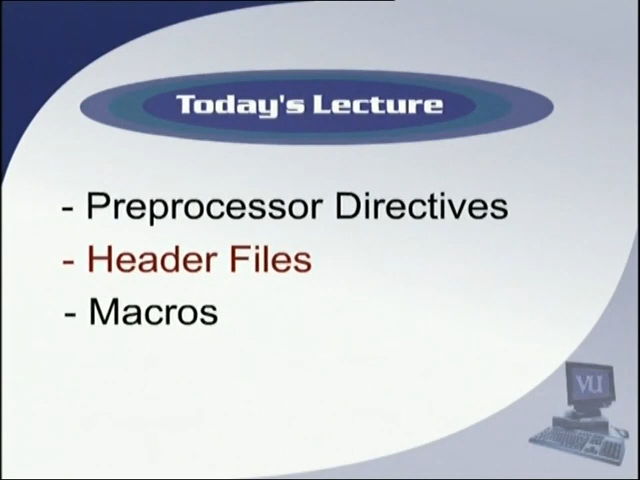 Today's Lecture
- Preprocessor Directives
- Header Files
- Macros
VU